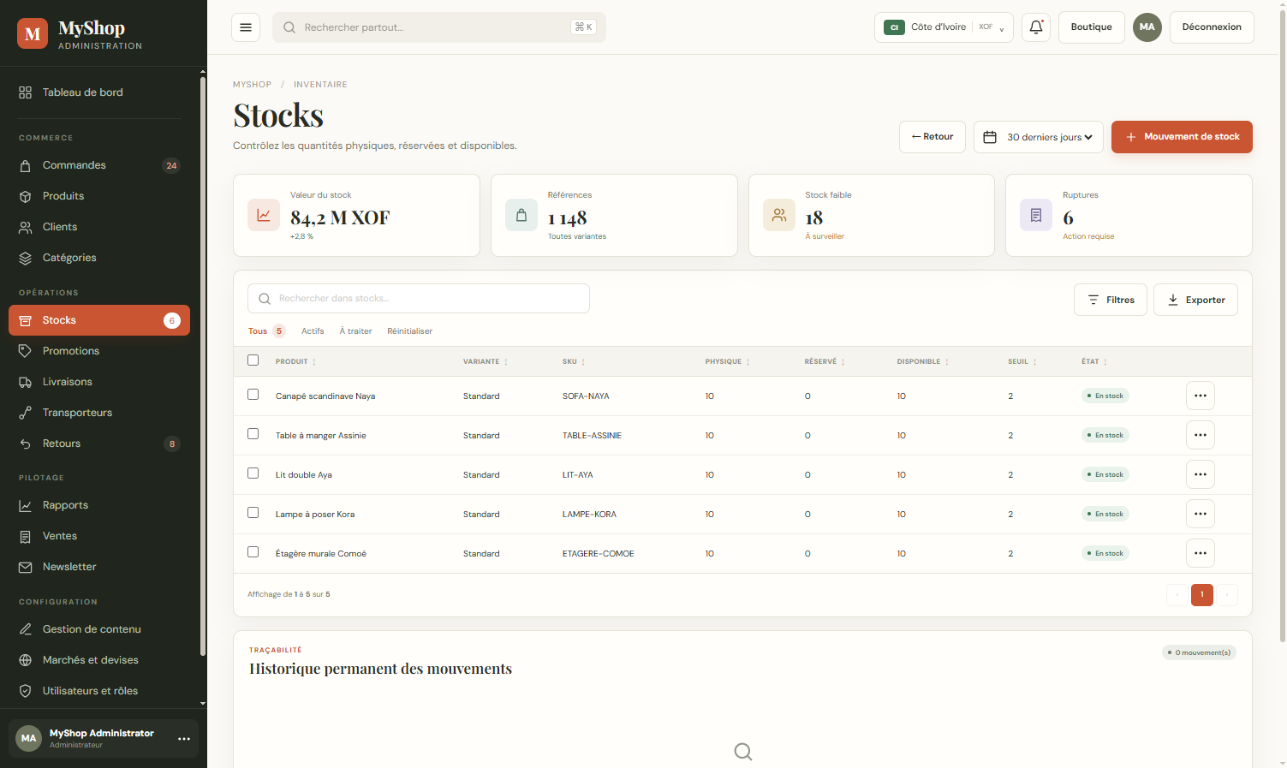 M
MyShop
ADMINISTRATION
Tableau de bord
COMMERCE
Commandes 24
Produits
Clients
Catégories
OPÉRATIONS
Stocks 6
Promotions
Livraisons
Transporteurs
Retours 8
PILOTAGE
Rapports
Ventes
Newsletter
CONFIGURATION
Gestion de contenu
Marchés et devises
Utilisateurs et rôles
MA
MyShop Administrator
Administrateur
Rechercher partout... ⌘ K
CI Côte d'Ivoire XOF
Boutique
MA
Déconnexion
MYSHOP / INVENTAIRE
Stocks
Contrôlez les quantités physiques, réservées et disponibles.
← Retour
30 derniers jours
+ Mouvement de stock
Valeur du stock
84,2 M XOF
+2,8 %
Références
1 148
Toutes variantes
Stock faible
18
À surveiller
Ruptures
6
Action requise
Rechercher dans stocks...
Filtres
Exporter
Tous 5 Actifs À traiter Réinitialiser
PRODUIT VARIANTE SKU PHYSIQUE RÉSERVÉ DISPONIBLE SEUIL ÉTAT
Canapé scandinave Naya Standard SOFA-NAYA 10 0 10 2 En stock
Table à manger Assinie Standard TABLE-ASSINIE 10 0 10 2 En stock
Lit double Aya Standard LIT-AYA 10 0 10 2 En stock
Lampe à poser Kora Standard LAMPE-KORA 10 0 10 2 En stock
Étagère murale Comoé Standard ETAGERE-COMOE 10 0 10 2 En stock
Affichage de 1 à 5 sur 5
‹ 1 ›
TRAÇABILITÉ
Historique permanent des mouvements
0 mouvement(s)